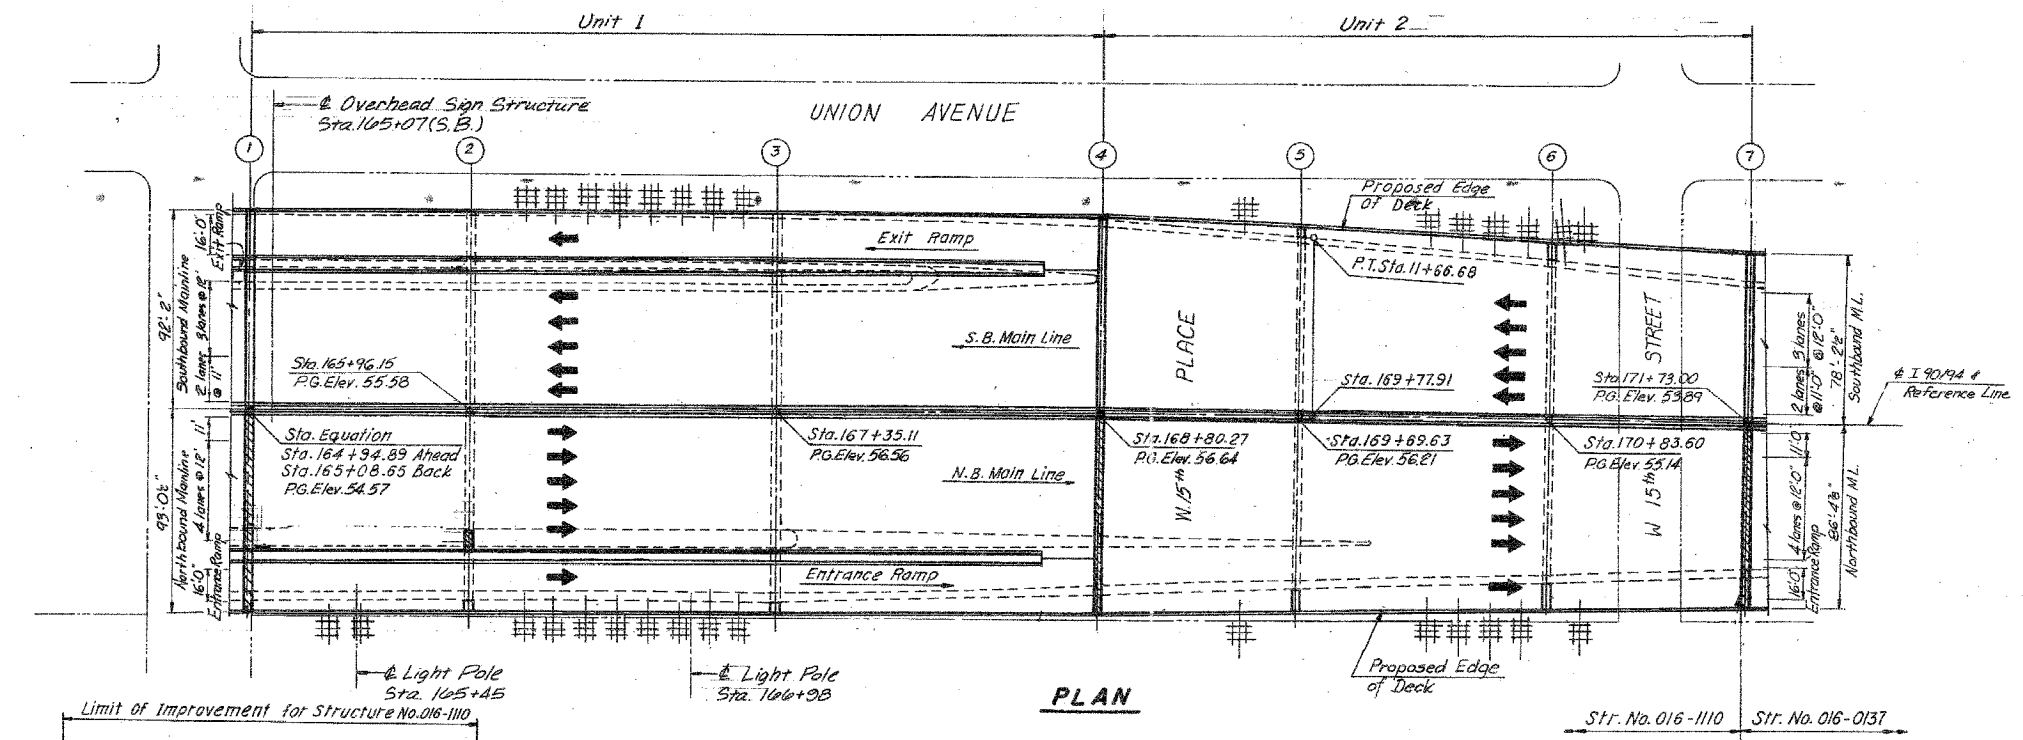 Unit 1
Unit 2
℄ Overhead Sign Structure
Sta. 165+07 (S.B.)
UNION AVENUE
1
2
3
4
5
6
7
Proposed Edge
of Deck
Exit Ramp
P.T. Sta. 11+66.68
16'-0"
Exit Ramp
92'-2"
Southbound Mainline
2 lanes 3 lanes @ 12'
@ 11'
S.B. Main Line
PLACE
STREET
Sta. 165+96.15
P.G. Elev. 55.58
Sta. 169+77.91
Sta. 171+73.00
P.G. Elev. 53.89
2 lanes 3 lanes
@ 11'-0" @ 12'-0"
78'-2½"
Southbound M.L.
℄ I 90/94 &
Reference Line
Sta. Equation
Sta. 164+94.89 Ahead
Sta. 165+08.65 Back
P.G. Elev. 54.57
Sta. 167+35.11
P.G. Elev. 56.56
Sta. 168+80.27
P.G. Elev. 56.64
Sta. 169+69.63
P.G. Elev. 56.21
Sta. 170+83.60
P.G. Elev. 55.14
93'-0½"
Northbound Mainline
4 lanes @ 12' 11'
16'-0"
Entrance Ramp
N.B. Main Line
W. 15th
W 15th
Entrance Ramp
16'-0" 4 lanes @ 12'-0" 11'-0"
Entrance Ramp
Northbound M.L.
℄ Light Pole
Sta. 165+45
℄ Light Pole
Sta. 166+98
PLAN
Proposed Edge
of Deck
Limit of Improvement for Structure No. 016-1110
Str. No. 016-1110
Str. No. 016-0137